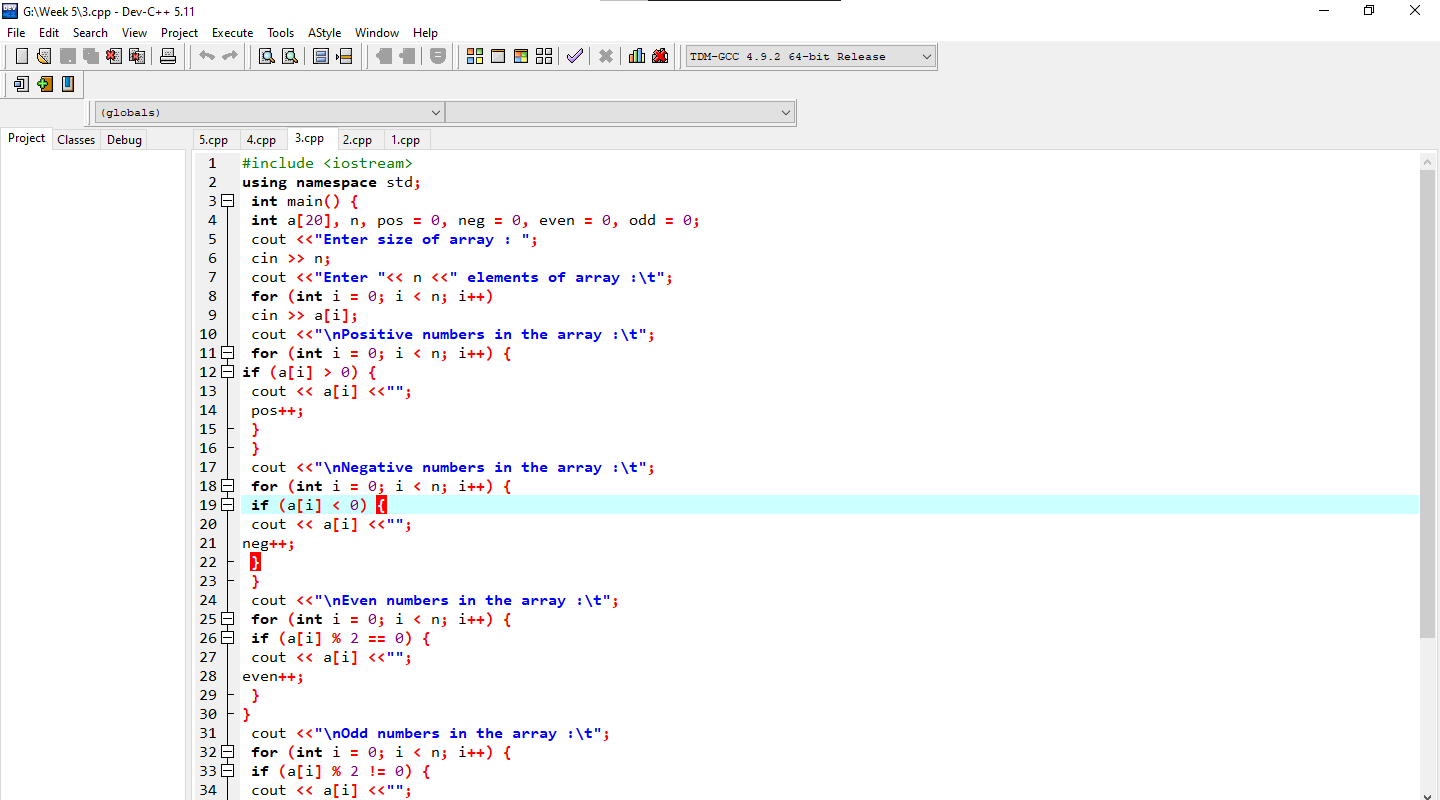 G:\Week 5\3.cpp - Dev-C++ 5.11
File Edit Search View Project Execute Tools AStyle Window Help
TDM-GCC 4.9.2 64-bit Release
(globals)
Project Classes Debug
5.cpp 4.cpp 3.cpp 2.cpp 1.cpp
1 #include <iostream>
2 using namespace std;
3 int main() {
4 int a[20], n, pos = 0, neg = 0, even = 0, odd = 0;
5 cout <<"Enter size of array : ";
6 cin >> n;
7 cout <<"Enter "<< n <<" elements of array :\t";
8 for (int i = 0; i < n; i++)
9 cin >> a[i];
10 cout <<"\nPositive numbers in the array :\t";
11 for (int i = 0; i < n; i++) {
12 if (a[i] > 0) {
13 cout << a[i] <<"";
14 pos++;
15 }
16 }
17 cout <<"\nNegative numbers in the array :\t";
18 for (int i = 0; i < n; i++) {
19 if (a[i] < 0) {
20 cout << a[i] <<"";
21 neg++;
22 }
23 }
24 cout <<"\nEven numbers in the array :\t";
25 for (int i = 0; i < n; i++) {
26 if (a[i] % 2 == 0) {
27 cout << a[i] <<"";
28 even++;
29 }
30 }
31 cout <<"\nOdd numbers in the array :\t";
32 for (int i = 0; i < n; i++) {
33 if (a[i] % 2 != 0) {
34 cout << a[i] <<"";